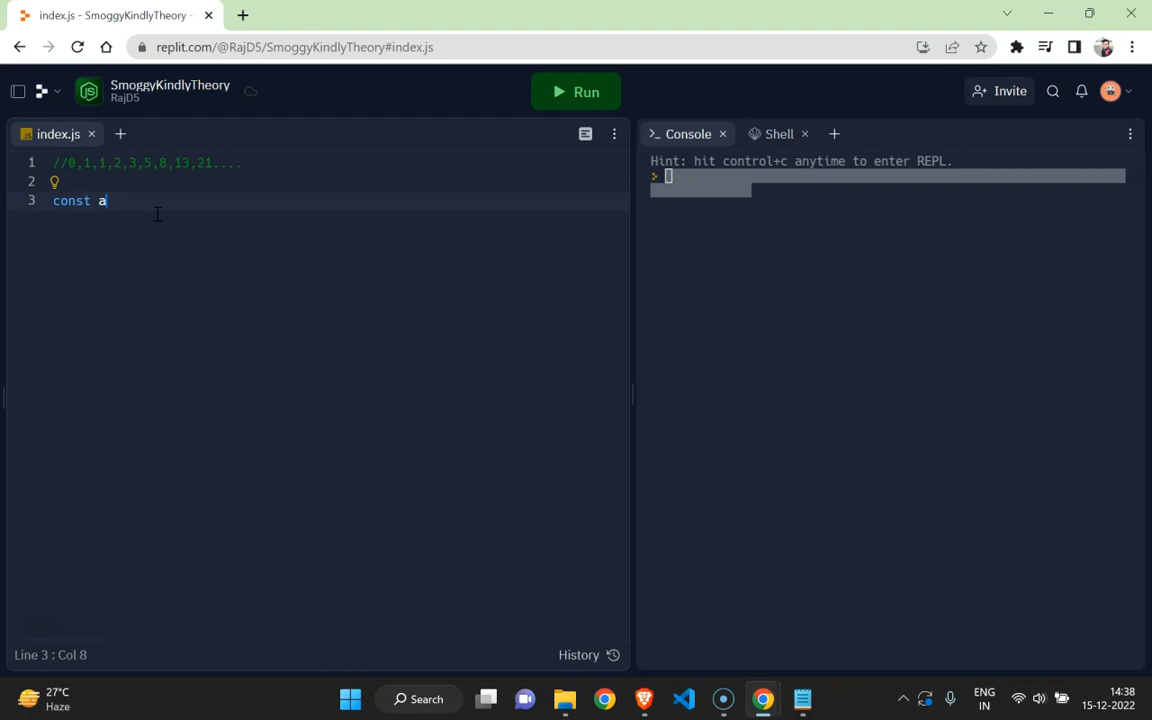 index.js - SmoggyKindlyTheory -
replit.com/@RajD5/SmoggyKindlyTheory#index.js
SmoggyKindlyTheory
RajD5
Run
Invite
index.js
Console
Shell
1 //0,1,1,2,3,5,8,13,21....
2
3 const a
Hint: hit control+c anytime to enter REPL.
>
Line 3 : Col 8
History
27°C
Haze
Search
ENG
IN
14:38
15-12-2022